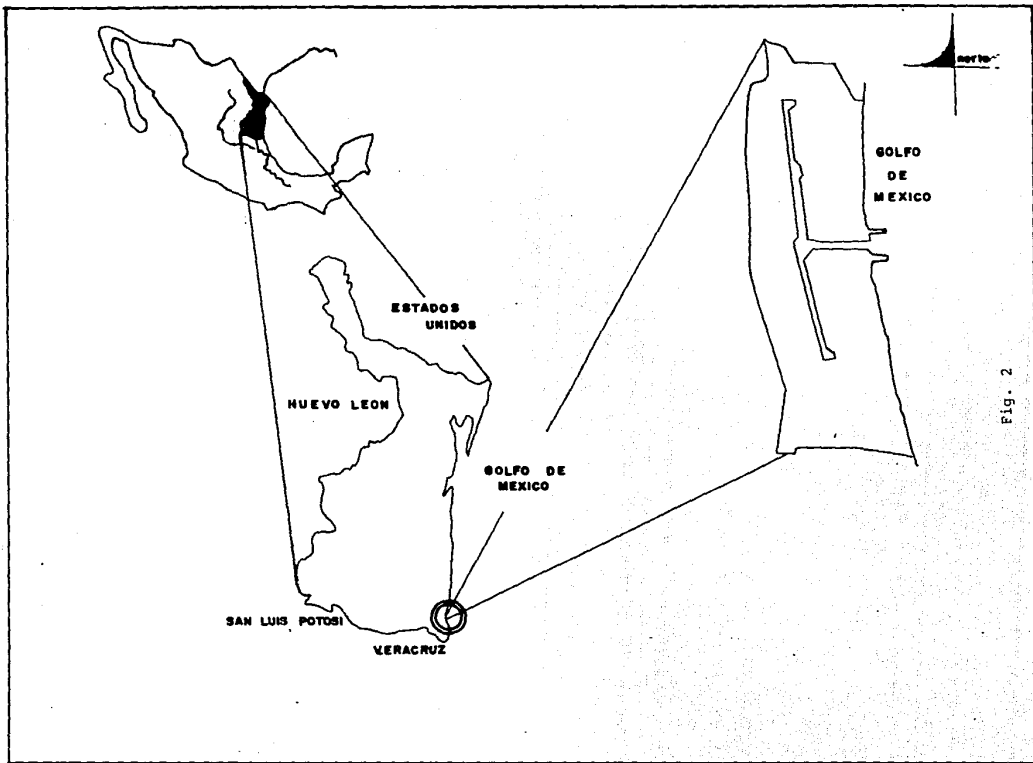 norte
GOLFO
DE
MEXICO
ESTADOS
UNIDOS
HUEVO LEON
GOLFO DE
MEXICO
SAN LUIS POTOSI
VERACRUZ
Fig. 2